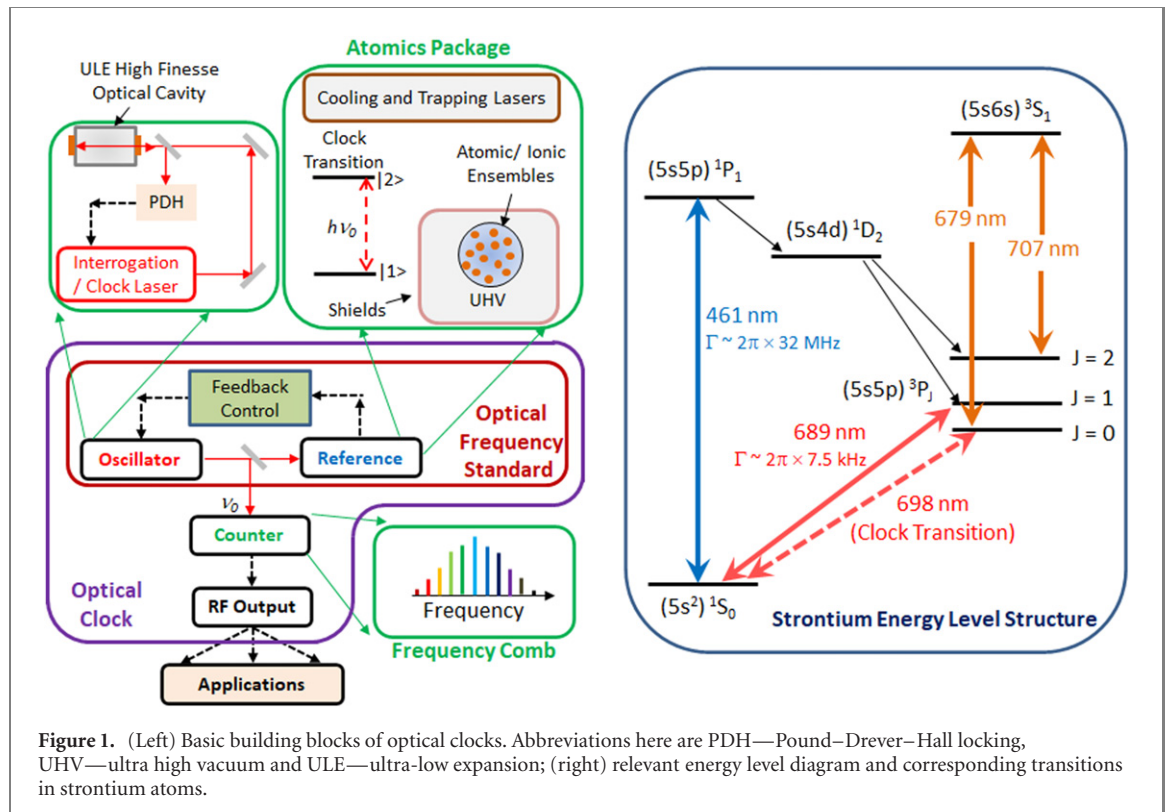 Atomics Package
ULE High Finesse
Optical Cavity
PDH
Interrogation
/ Clock Laser
Cooling and Trapping Lasers
Clock
Transition
|2>
hν₀
|1>
Atomic/ Ionic
Ensembles
UHV
Shields
Feedback
Control
Optical
Frequency
Standard
Oscillator
Reference
ν₀
Counter
RF Output
Optical
Clock
Applications
Frequency
Frequency Comb
(5s6s) ³S₁
(5s5p) ¹P₁
(5s4d) ¹D₂
679 nm
707 nm
461 nm
Γ ~ 2π × 32 MHz
J = 2
(5s5p) ³P_J
J = 1
J = 0
689 nm
Γ ~ 2π × 7.5 kHz
698 nm
(Clock Transition)
(5s²) ¹S₀
Strontium Energy Level Structure
Figure 1. (Left) Basic building blocks of optical clocks. Abbreviations here are PDH—Pound–Drever–Hall locking,
UHV—ultra high vacuum and ULE—ultra-low expansion; (right) relevant energy level diagram and corresponding transitions
in strontium atoms.